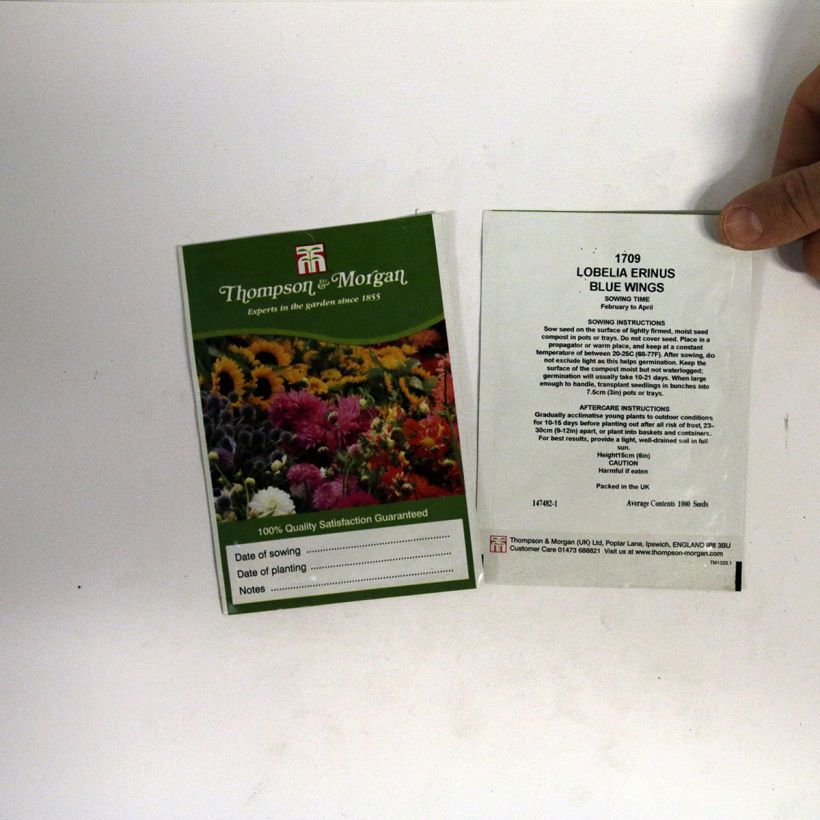 Thompson & Morgan
Experts in the garden since 1855
100% Quality Satisfaction Guaranteed
Date of sowing
Date of planting
Notes
1709
LOBELIA ERINUS
BLUE WINGS
SOWING TIME
February to April
SOWING INSTRUCTIONS
Sow seed on the surface of lightly firmed, moist seed
compost in pots or trays. Do not cover seed. Place in a
propagator or warm place, and keep at a constant
temperature of between 20-25C (68-77F). After sowing, do
not exclude light as this helps germination. Keep the
surface of the compost moist but not waterlogged;
germination will usually take 10-21 days. When large
enough to handle, transplant seedlings in bunches into
7.5cm (3in) pots or trays.
AFTERCARE INSTRUCTIONS
Gradually acclimatise young plants to outdoor conditions
for 10-15 days before planting out after all risk of frost, 23-
30cm (9-12in) apart, or plant into baskets and containers.
For best results, provide a light, well-drained soil in full
sun.
Height15cm (6in)
CAUTION
Harmful if eaten
Packed in the UK
147482-1 Average Contents 1000 Seeds
Thompson & Morgan (UK) Ltd, Poplar Lane, Ipswich, ENGLAND IP8 3BU
Customer Care 01473 688821 Visit us at www.thompson-morgan.com
TM1223.1